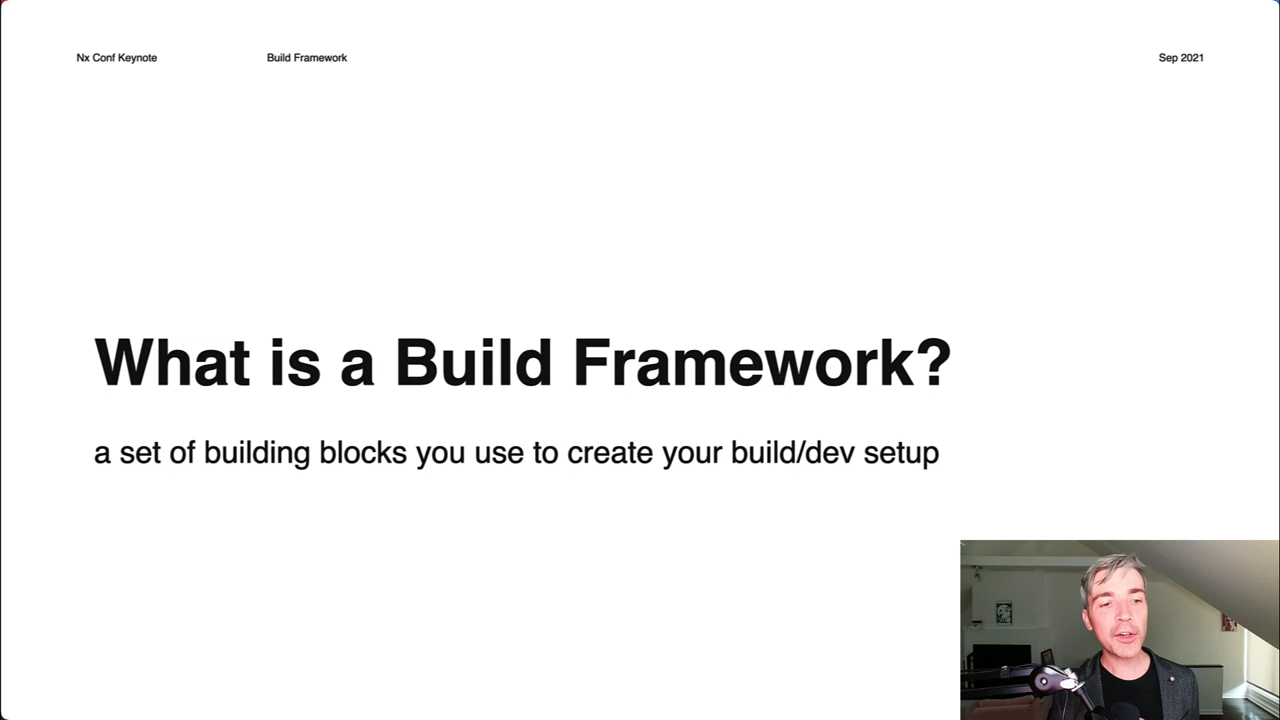 Nx Conf Keynote
Build Framework
Sep 2021
What is a Build Framework?
a set of building blocks you use to create your build/dev setup